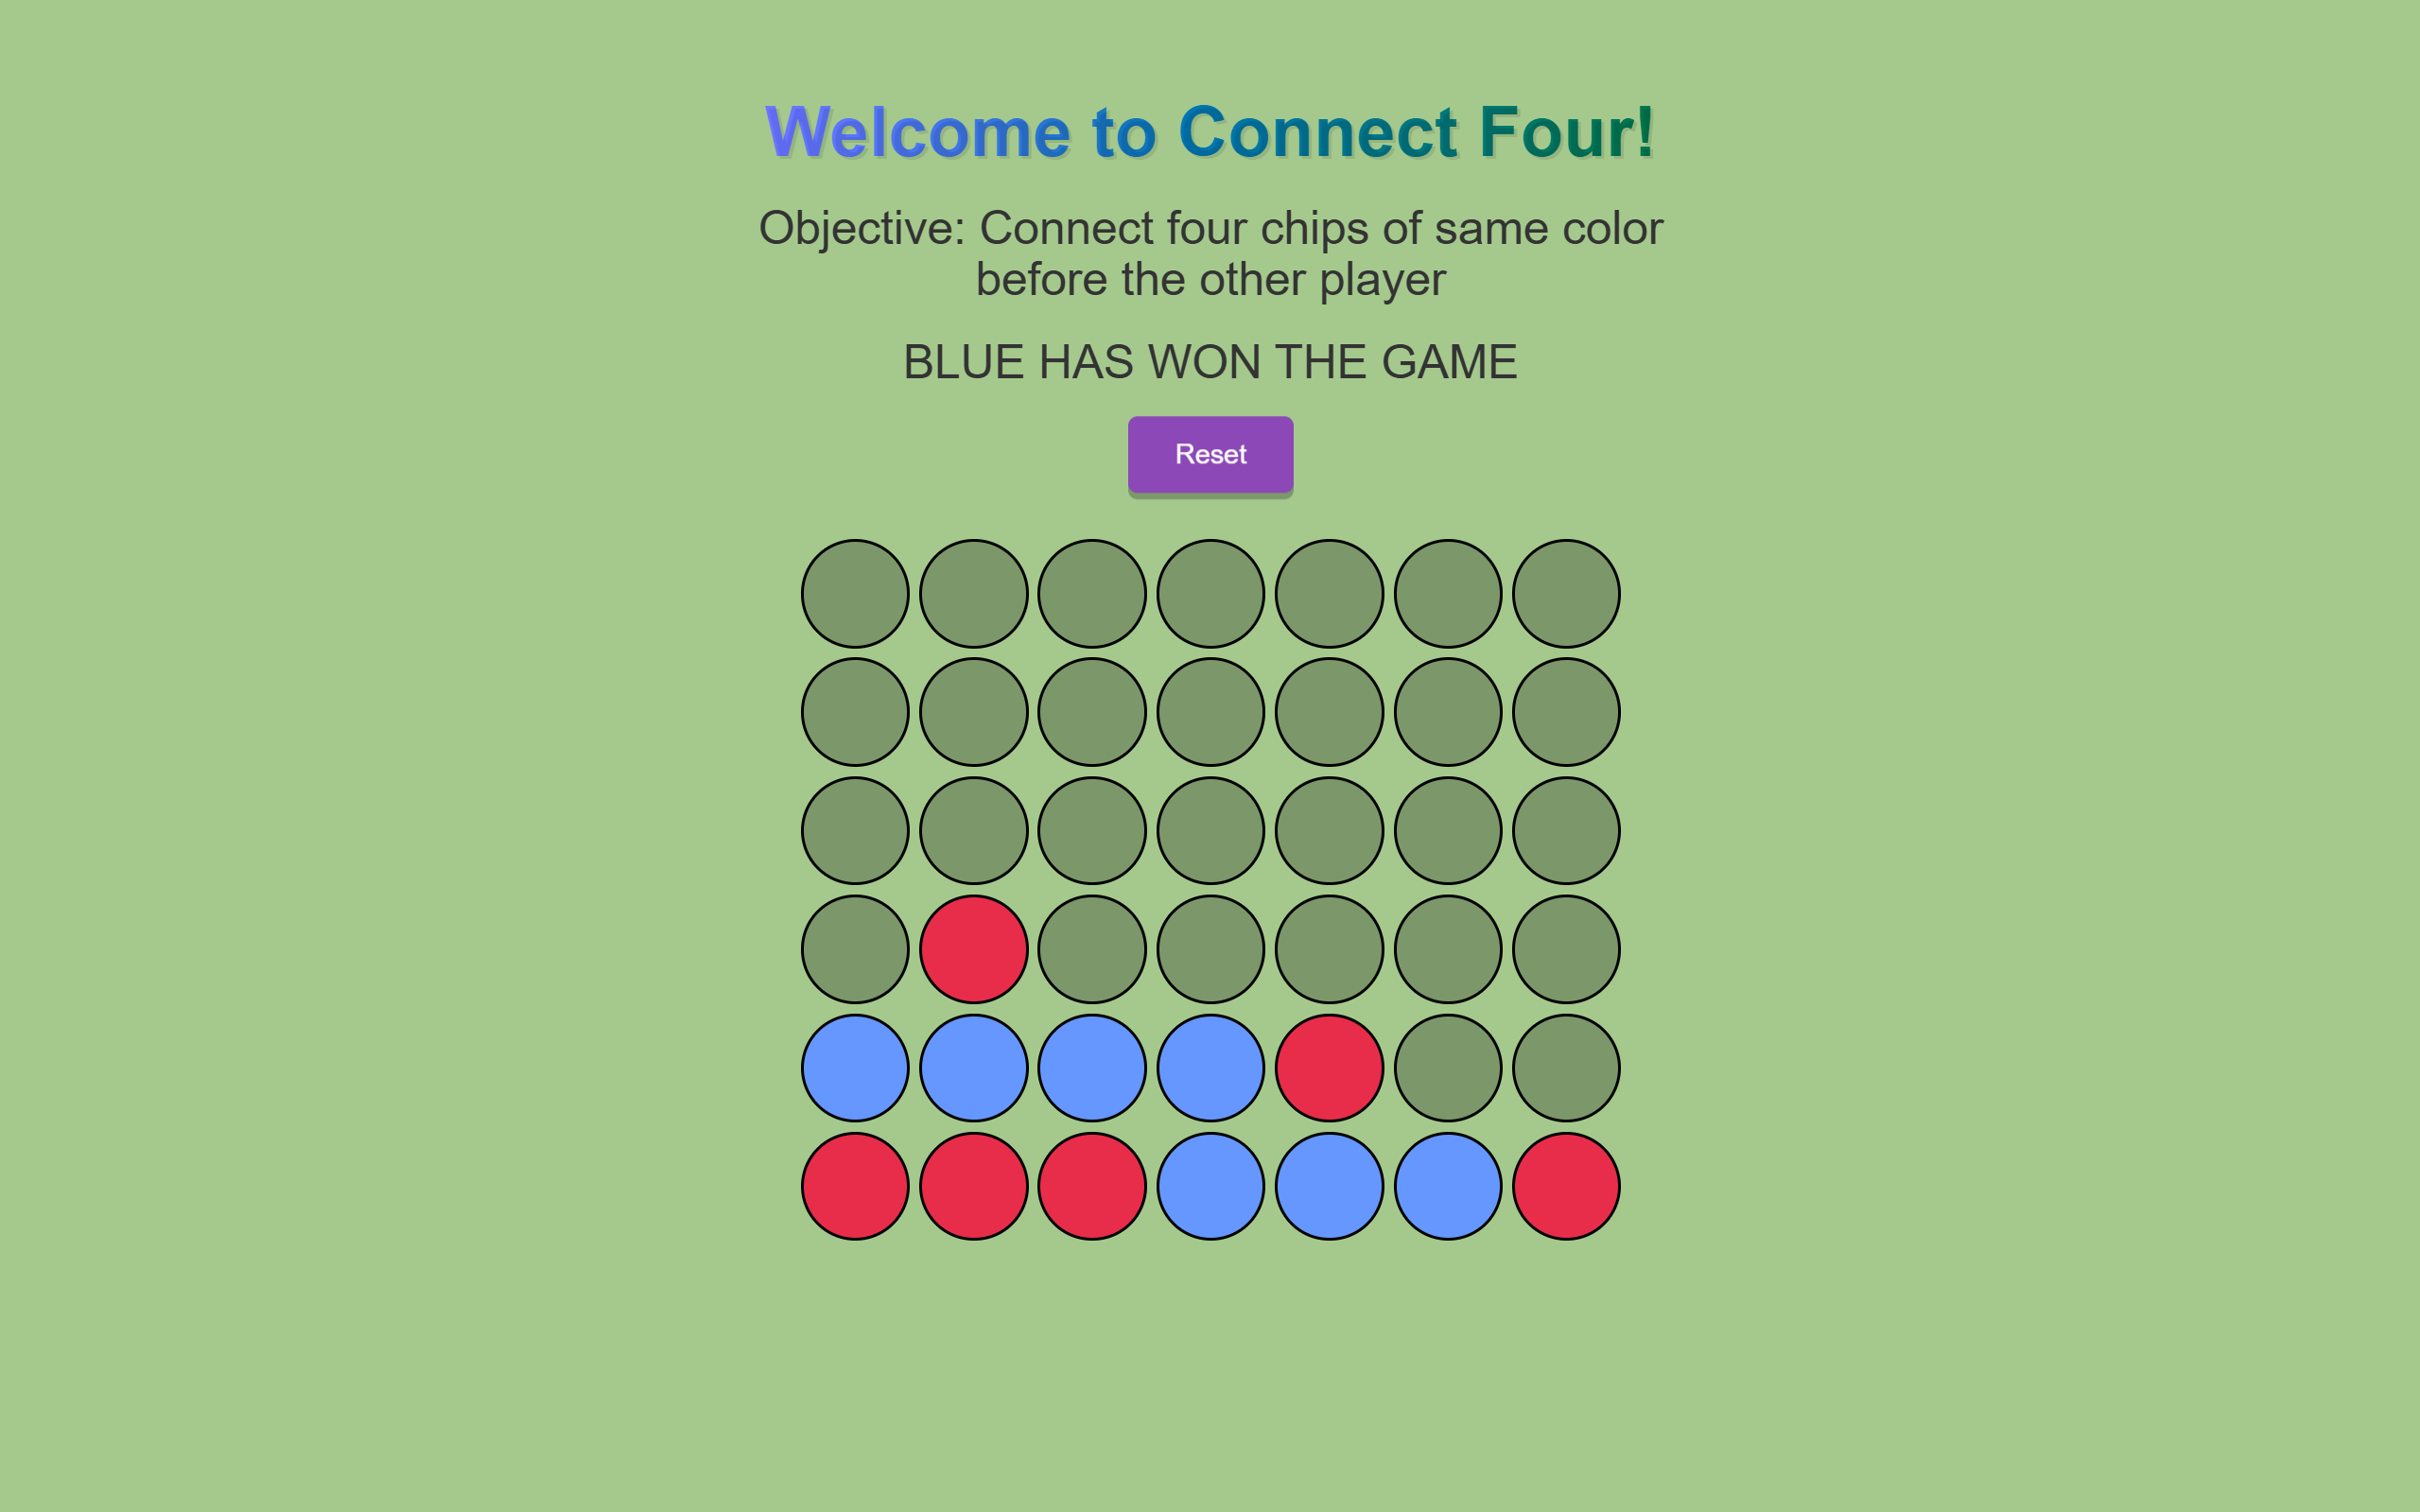 Welcome to Connect Four!
Objective: Connect four chips of same color
before the other player
BLUE HAS WON THE GAME
Reset